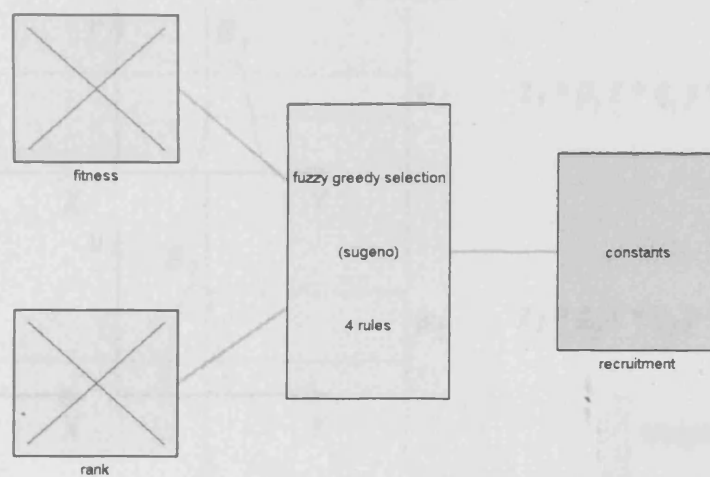 fitness
fuzzy greedy selection
(sugeno)
4 rules
constants
recruitment
rank